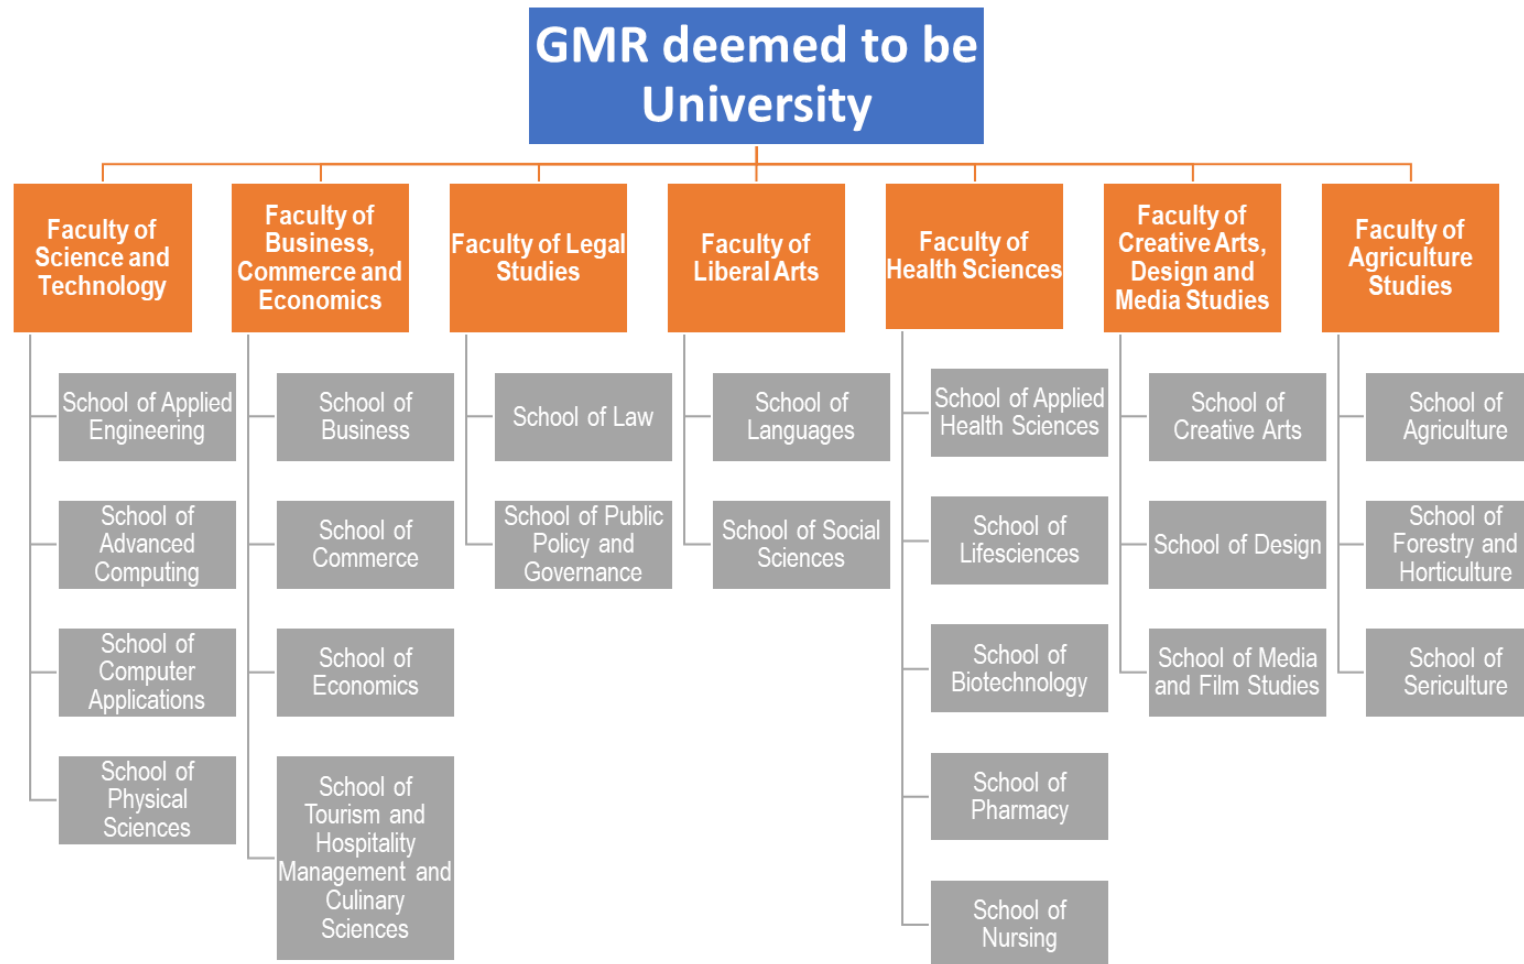 GMR deemed to be
University
Faculty of
Science and
Technology
Faculty of
Business,
Commerce and
Economics
Faculty of Legal
Studies
Faculty of
Liberal Arts
Faculty of
Health Sciences
Faculty of
Creative Arts,
Design and
Media Studies
Faculty of
Agriculture
Studies
School of Applied
Engineering
School of
Advanced
Computing
School of
Computer
Applications
School of
Physical
Sciences
School of
Business
School of
Commerce
School of
Economics
School of
Tourism and
Hospitality
Management and
Culinary
Sciences
School of Law
School of Public
Policy and
Governance
School of
Languages
School of Social
Sciences
School of Applied
Health Sciences
School of
Lifesciences
School of
Biotechnology
School of
Pharmacy
School of
Nursing
School of
Creative Arts
School of Design
School of Media
and Film Studies
School of
Agriculture
School of
Forestry and
Horticulture
School of
Sericulture